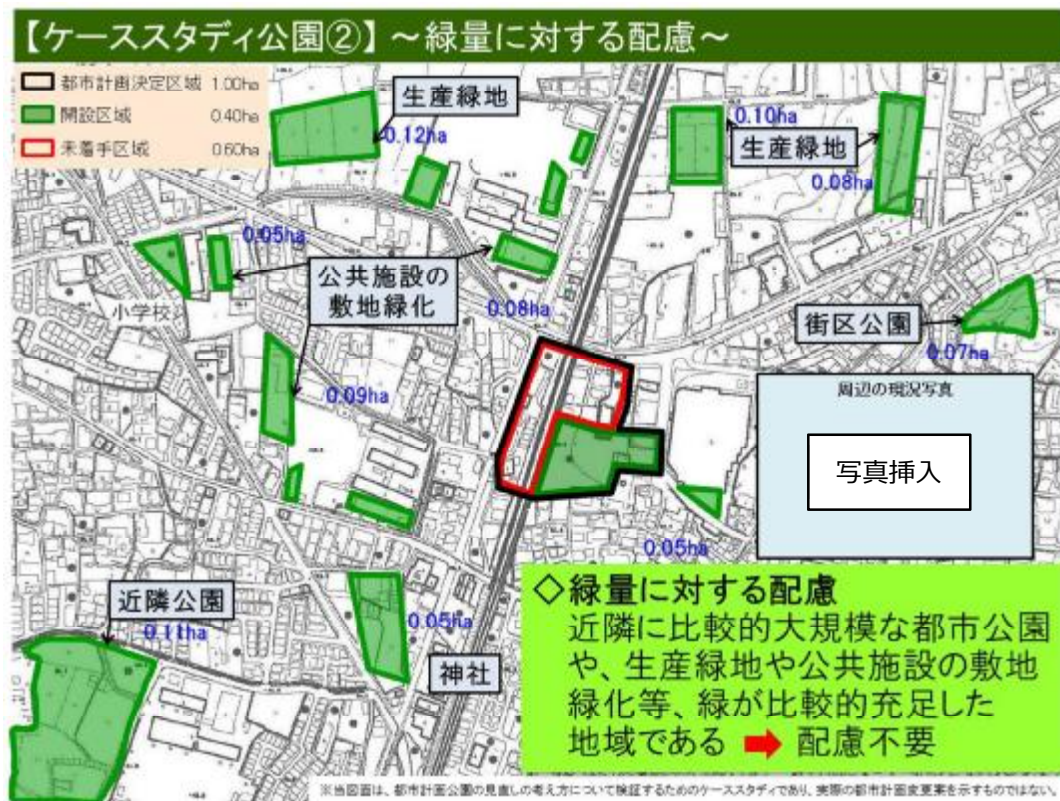 【ケーススタディ公園②】～緑量に対する配慮～
都市計画決定区域 1.00ha
開設区域 0.40ha
未着手区域 0.60ha
生産緑地
0.12ha
0.10ha
生産緑地
0.08ha
0.05ha
公共施設の
敷地緑化
小学校
0.08ha
街区公園
0.07ha
0.09ha
周辺の現況写真
写真挿入
0.05ha
近隣公園
0.11ha
0.05ha
神社
◇緑量に対する配慮
近隣に比較的大規模な都市公園
や、生産緑地や公共施設の敷地
緑化等、緑が比較的充足した
地域である ➡ 配慮不要
※当図面は、都市計画公園の見直しの考え方について検証するためのケーススタディであり、実際の都市計画変更素を示すものではない。